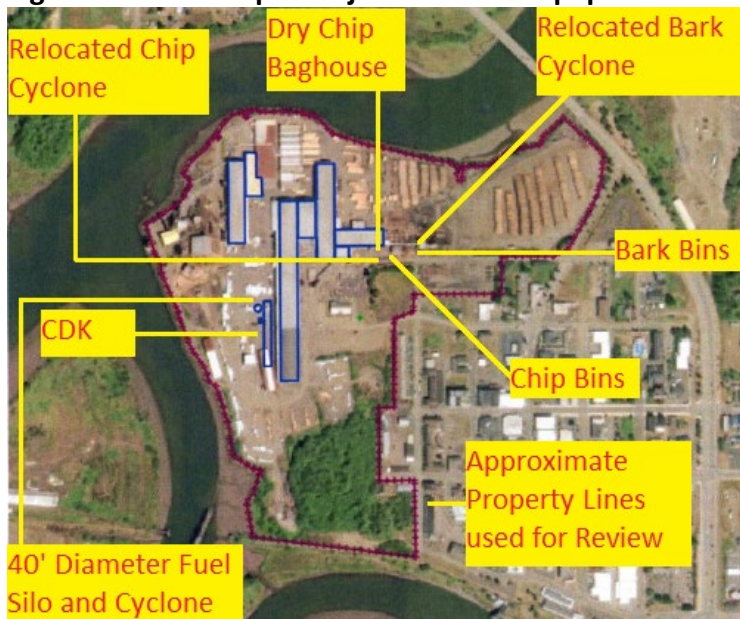 Relocated Chip
Cyclone
Dry Chip
Baghouse
Relocated Bark
Cyclone
Bark Bins
CDK
Chip Bins
Approximate
Property Lines
used for Review
40' Diameter Fuel
Silo and Cyclone